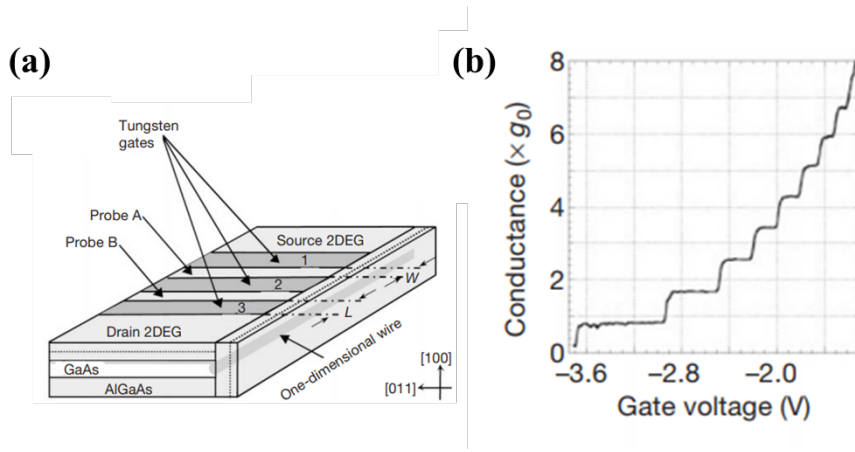 (a)
Tungsten
gates
Probe A
Probe B
Source 2DEG
1
2
W
3
L
Drain 2DEG
GaAs
AlGaAs
One-dimensional wire
[100]
[011]
(b)
Conductance (× g0)
8
6
4
2
0
−3.6 −2.8 −2.0
Gate voltage (V)